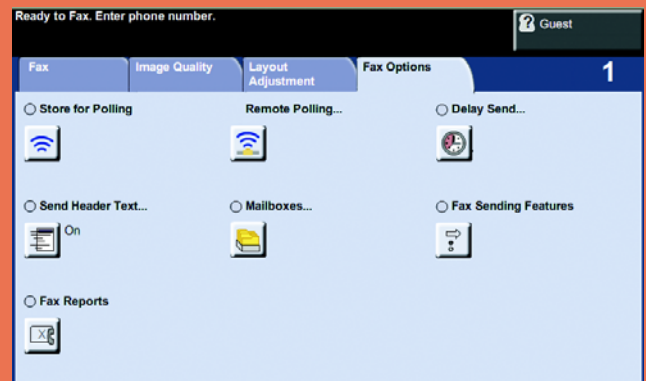 Ready to Fax. Enter phone number.
Guest
Fax
Image Quality
Layout
Adjustment
Fax Options
1
Store for Polling
Remote Polling...
Delay Send...
Send Header Text...
On
Mailboxes...
Fax Sending Features
Fax Reports